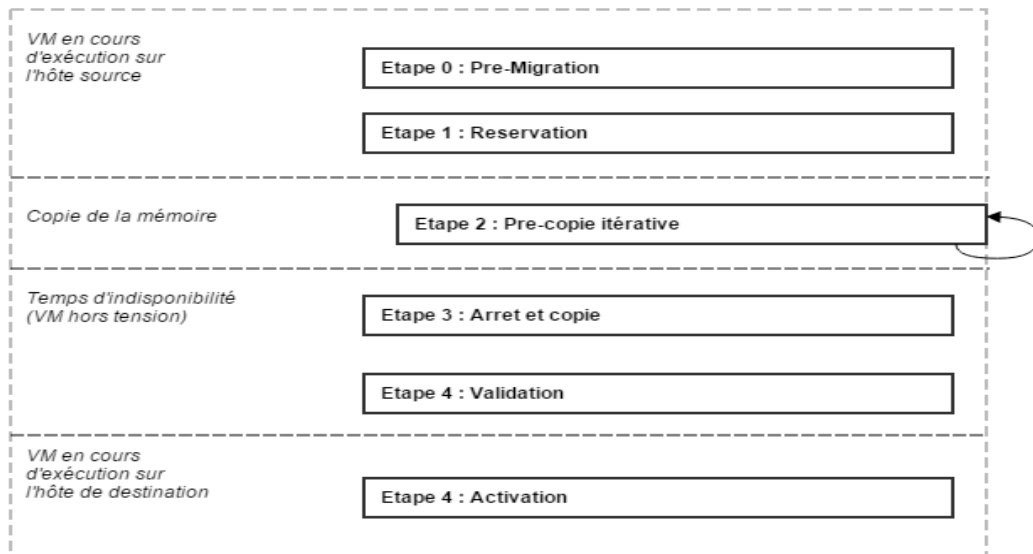 VM en cours
d'exécution sur
l'hôte source
Etape 0 : Pre-Migration
Etape 1 : Reservation
Copie de la mémoire
Etape 2 : Pre-copie itérative
Temps d'indisponibilité
(VM hors tension)
Etape 3 : Arret et copie
Etape 4 : Validation
VM en cours
d'exécution sur
l'hôte de destination
Etape 4 : Activation